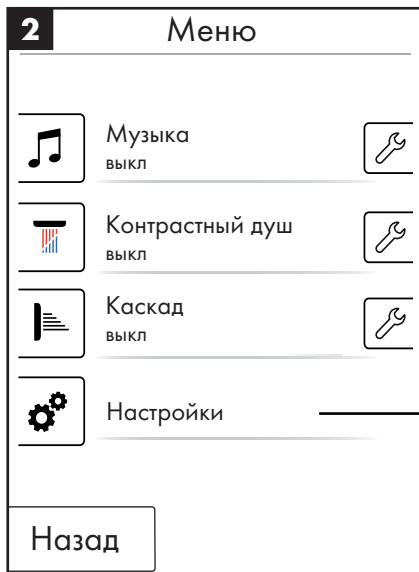 2
Меню
Музыка
выкл
Контрастный душ
выкл
Каскад
выкл
Настройки
Назад